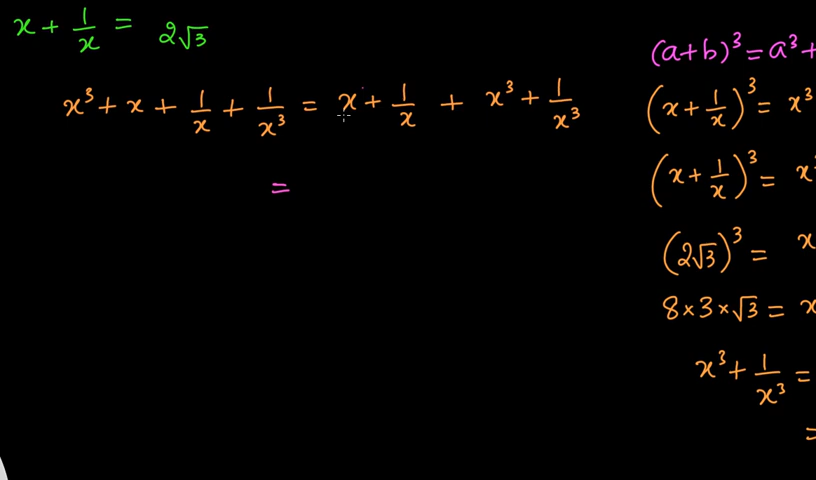 x + 1/x = 2√3
x³ + x + 1/x + 1/x³ = x + 1/x + x³ + 1/x³
=
(a+b)³ = a³ +
(x + 1/x)³ = x³
(x + 1/x)³ = x
(2√3)³ = x
8×3×√3 = x
x³ + 1/x³ =
=